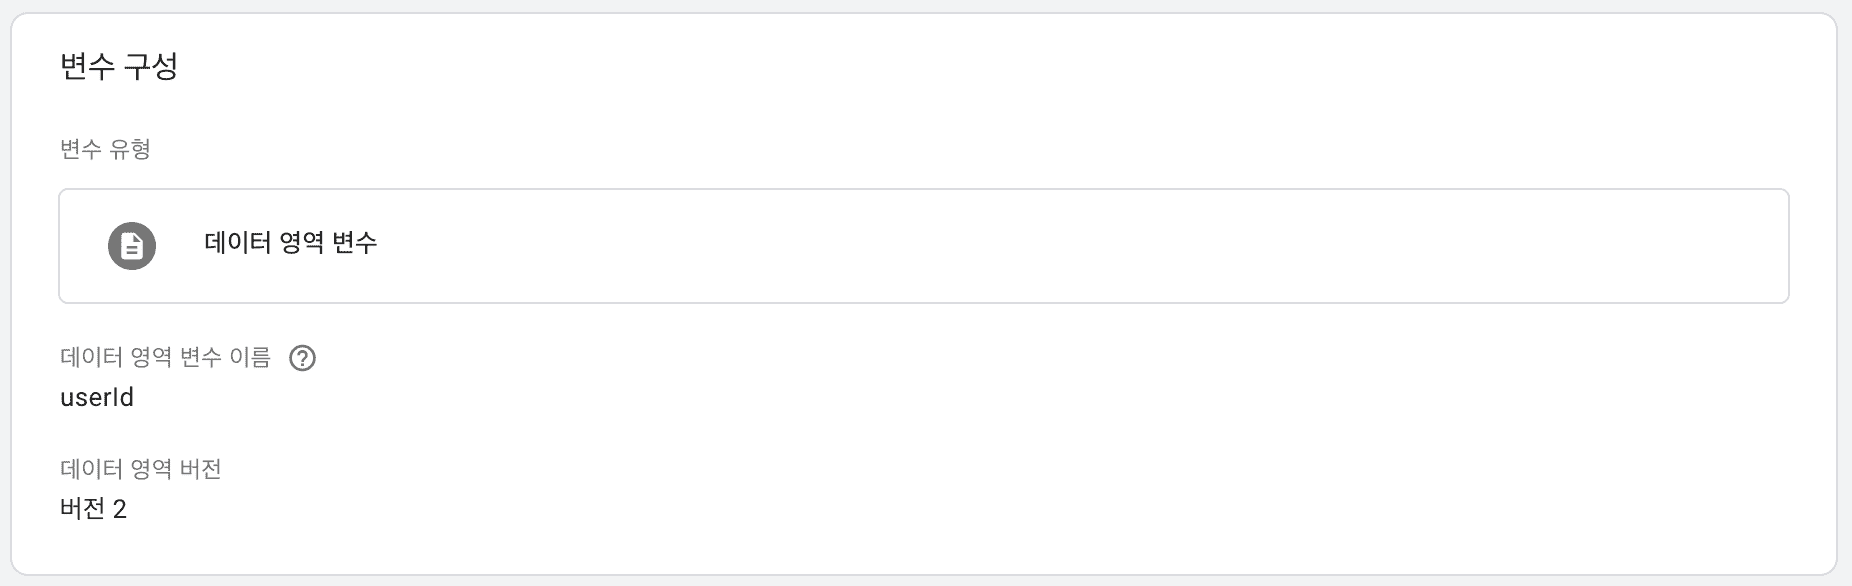 변수 구성
변수 유형
데이터 영역 변수
데이터 영역 변수 이름 ?
userId
데이터 영역 버전
버전 2